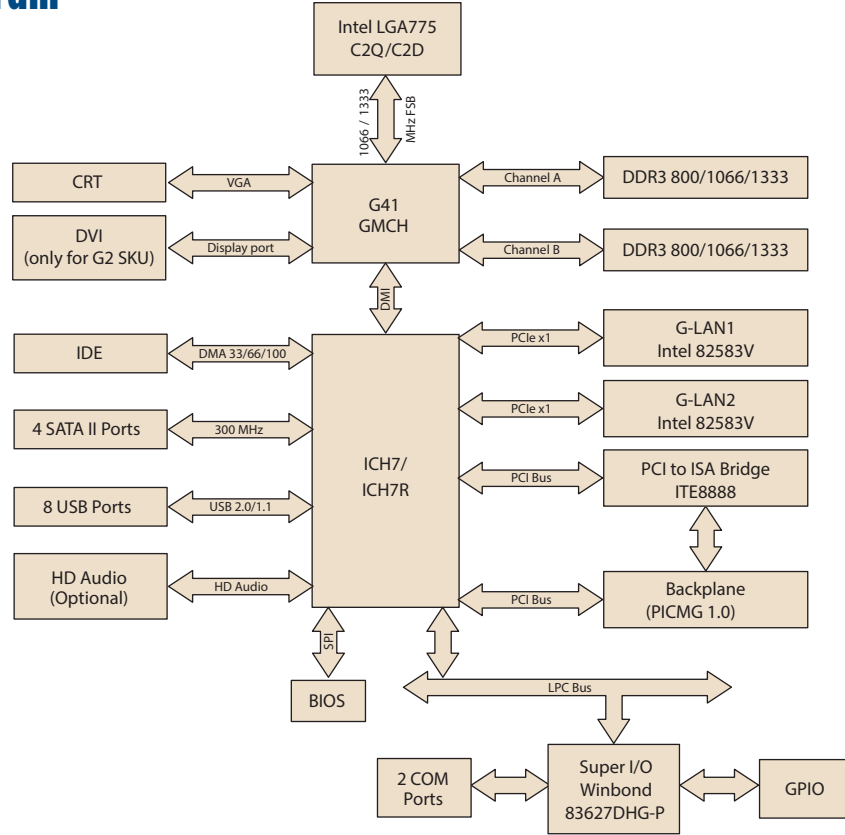 Intel LGA775
C2Q/C2D
1066 / 1333
MHz FSB
CRT
VGA
G41
GMCH
Channel A
DDR3 800/1066/1333
DVI
(only for G2 SKU)
Display port
Channel B
DDR3 800/1066/1333
DMI
IDE
DMA 33/66/100
ICH7/
ICH7R
PCIe x1
G-LAN1
Intel 82583V
4 SATA II Ports
300 MHz
PCIe x1
G-LAN2
Intel 82583V
8 USB Ports
USB 2.0/1.1
PCI Bus
PCI to ISA Bridge
ITE8888
HD Audio
(Optional)
HD Audio
PCI Bus
Backplane
(PICMG 1.0)
SPI
BIOS
LPC Bus
2 COM
Ports
Super I/O
Winbond
83627DHG-P
GPIO